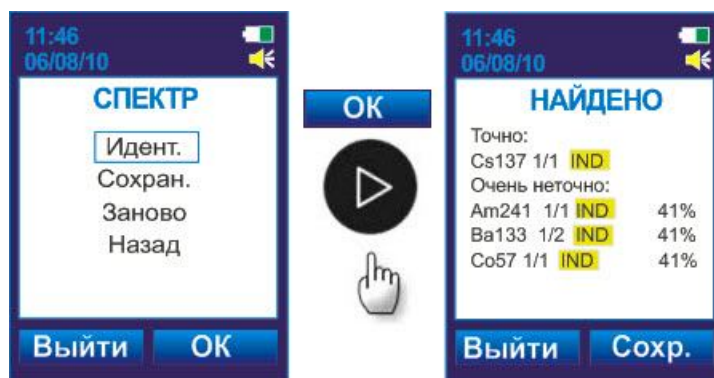 11:46
06/08/10
СПЕКТР
Идент.
Сохран.
Заново
Назад
Выйти ОК
ОК
11:46
06/08/10
НАЙДЕНО
Точно:
Cs137 1/1 IND
Очень неточно:
Am241 1/1 IND 41%
Ba133 1/2 IND 41%
Co57 1/1 IND 41%
Выйти Сохр.